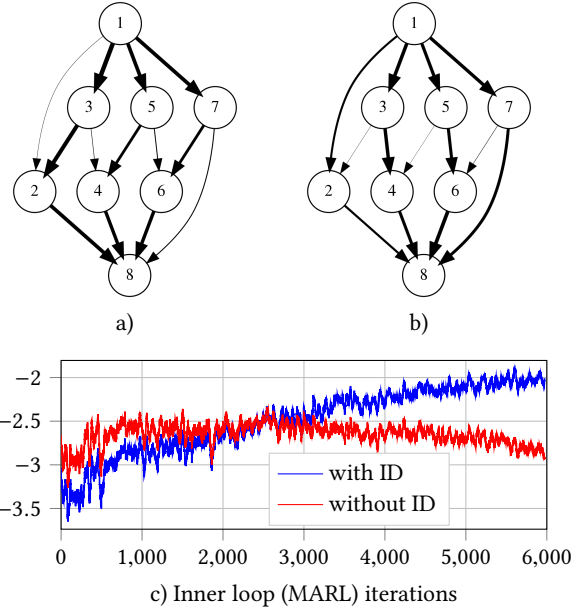 1 1
3 5 7 3 5 7
2 4 6 2 4 6
8 8
a) b)
−2
−2.5
−3
−3.5
with ID
without ID
0 1,000 2,000 3,000 4,000 5,000 6,000
c) Inner loop (MARL) iterations